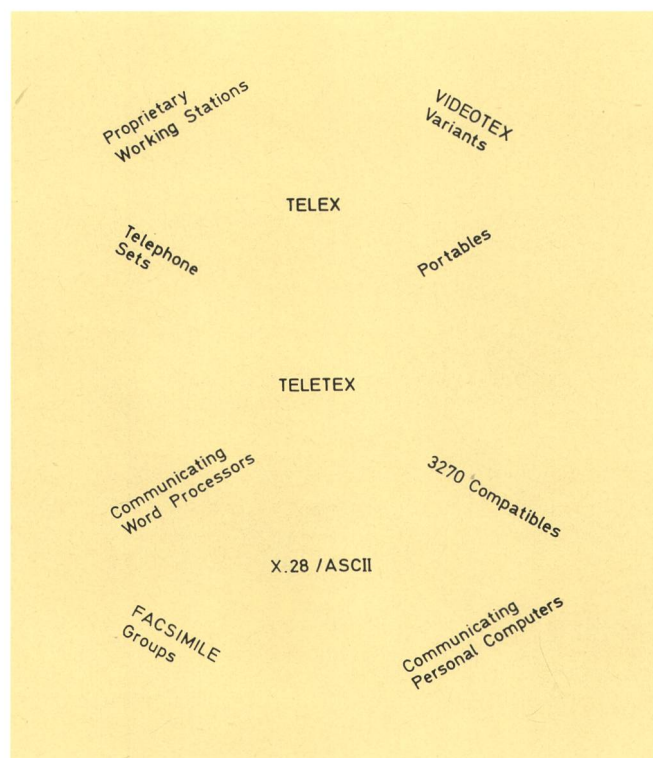 Proprietary
Working Stations
VIDEOTEX
Variants
TELEX
Telephone
Sets
Portables
TELETEX
Communicating
Word Processors
3270 Compatibles
X.28 /ASCII
FACSIMILE
Groups
Communicating
Personal Computers